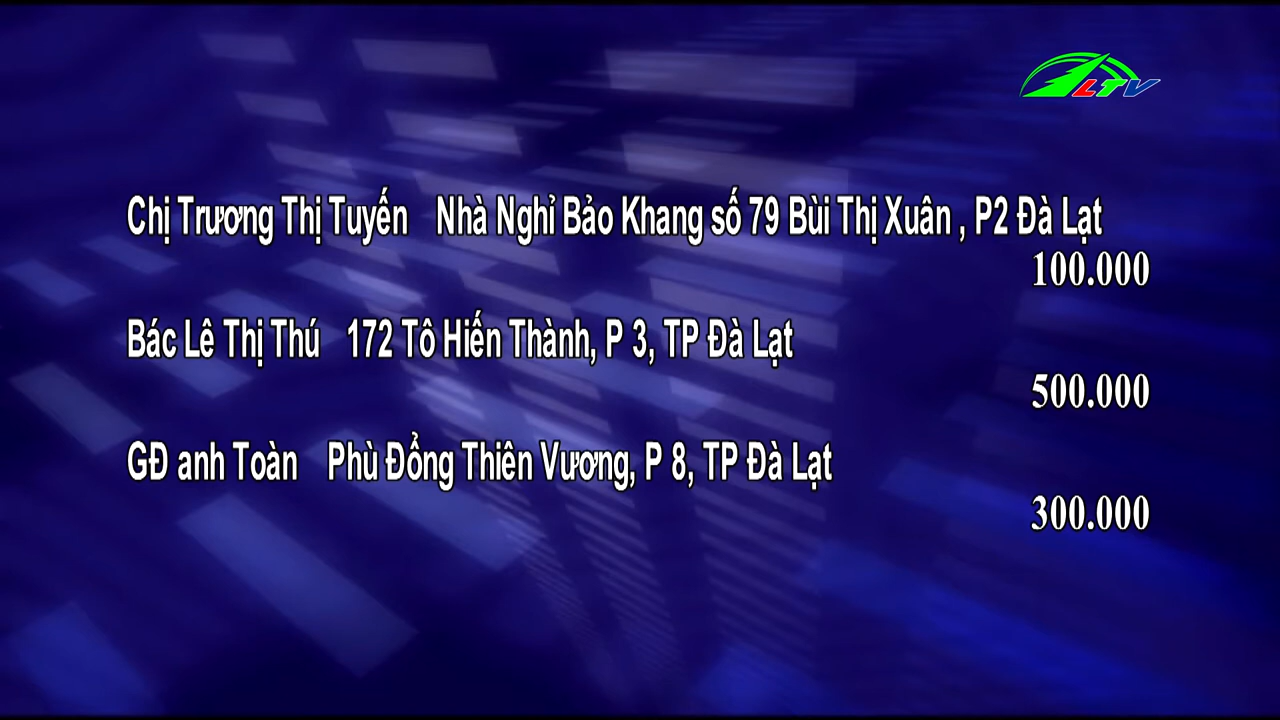 LTV
Chị Trương Thị Tuyến Nhà Nghỉ Bảo Khang số 79 Bùi Thị Xuân , P2 Đà Lạt
100.000
Bác Lê Thị Thú 172 Tô Hiến Thành, P 3, TP Đà Lạt
500.000
GĐ anh Toàn Phù Đổng Thiên Vương, P 8, TP Đà Lạt
300.000